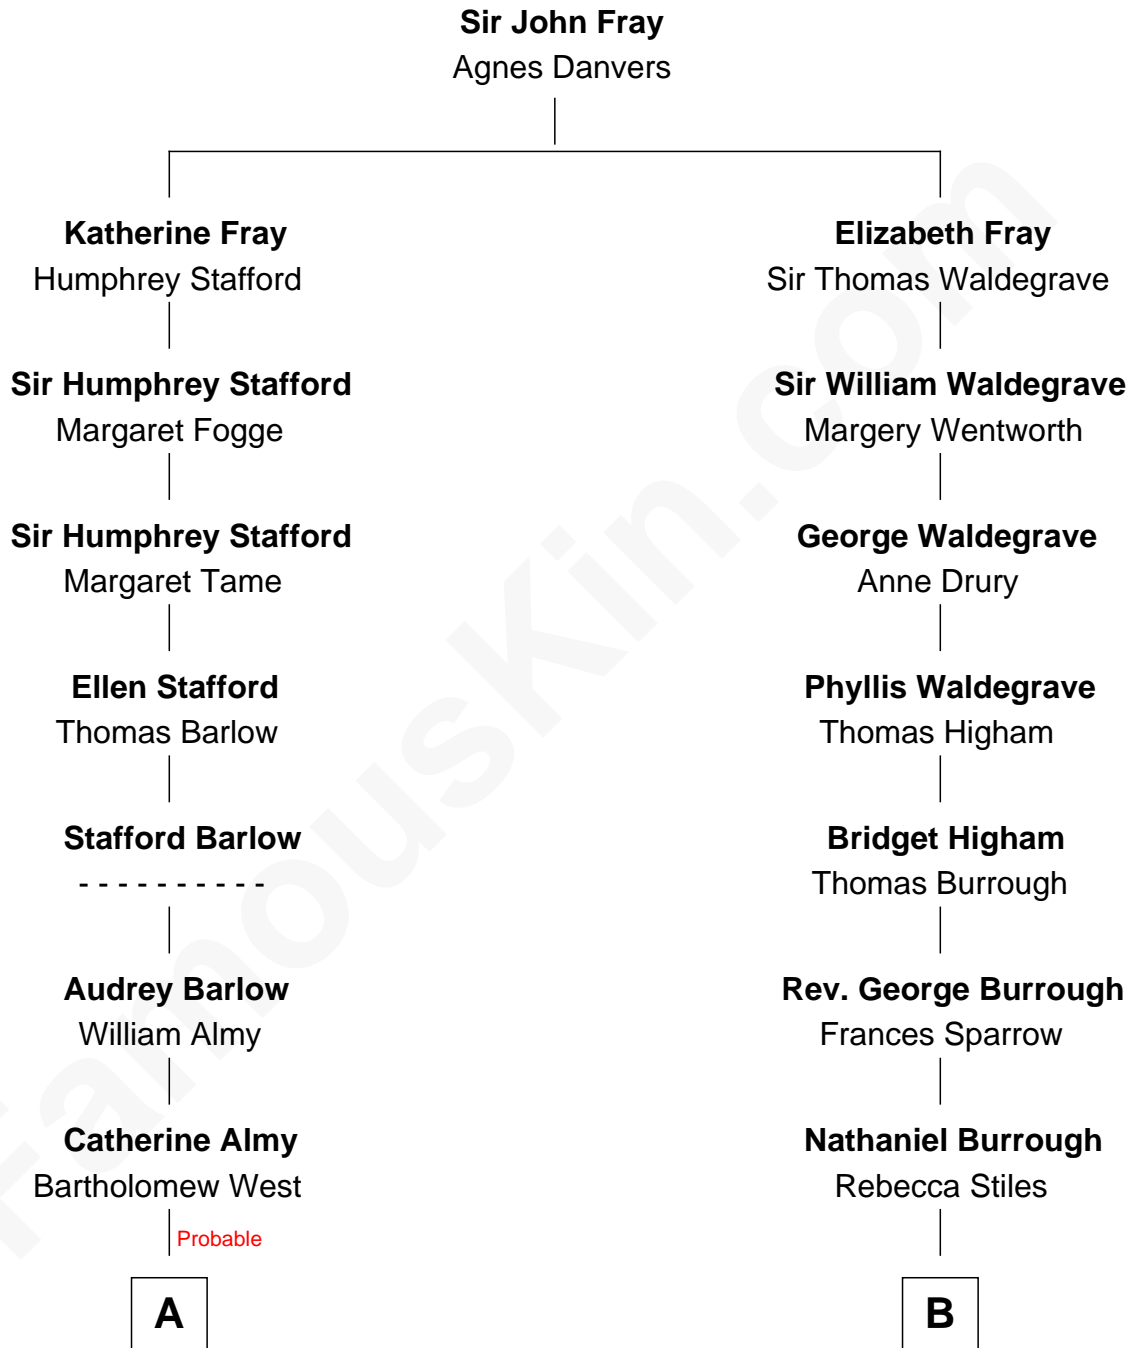 Sir John Fray
Agnes Danvers
Katherine Fray
Humphrey Stafford
Elizabeth Fray
Sir Thomas Waldegrave
Sir Humphrey Stafford
Margaret Fogge
Sir William Waldegrave
Margery Wentworth
Sir Humphrey Stafford
Margaret Tame
George Waldegrave
Anne Drury
Ellen Stafford
Thomas Barlow
Phyllis Waldegrave
Thomas Higham
Stafford Barlow
- - - - - - - - - -
Bridget Higham
Thomas Burrough
Audrey Barlow
William Almy
Rev. George Burrough
Frances Sparrow
Catherine Almy
Bartholomew West
Nathaniel Burrough
Rebecca Stiles
Probable
A
B
FamousKin.com